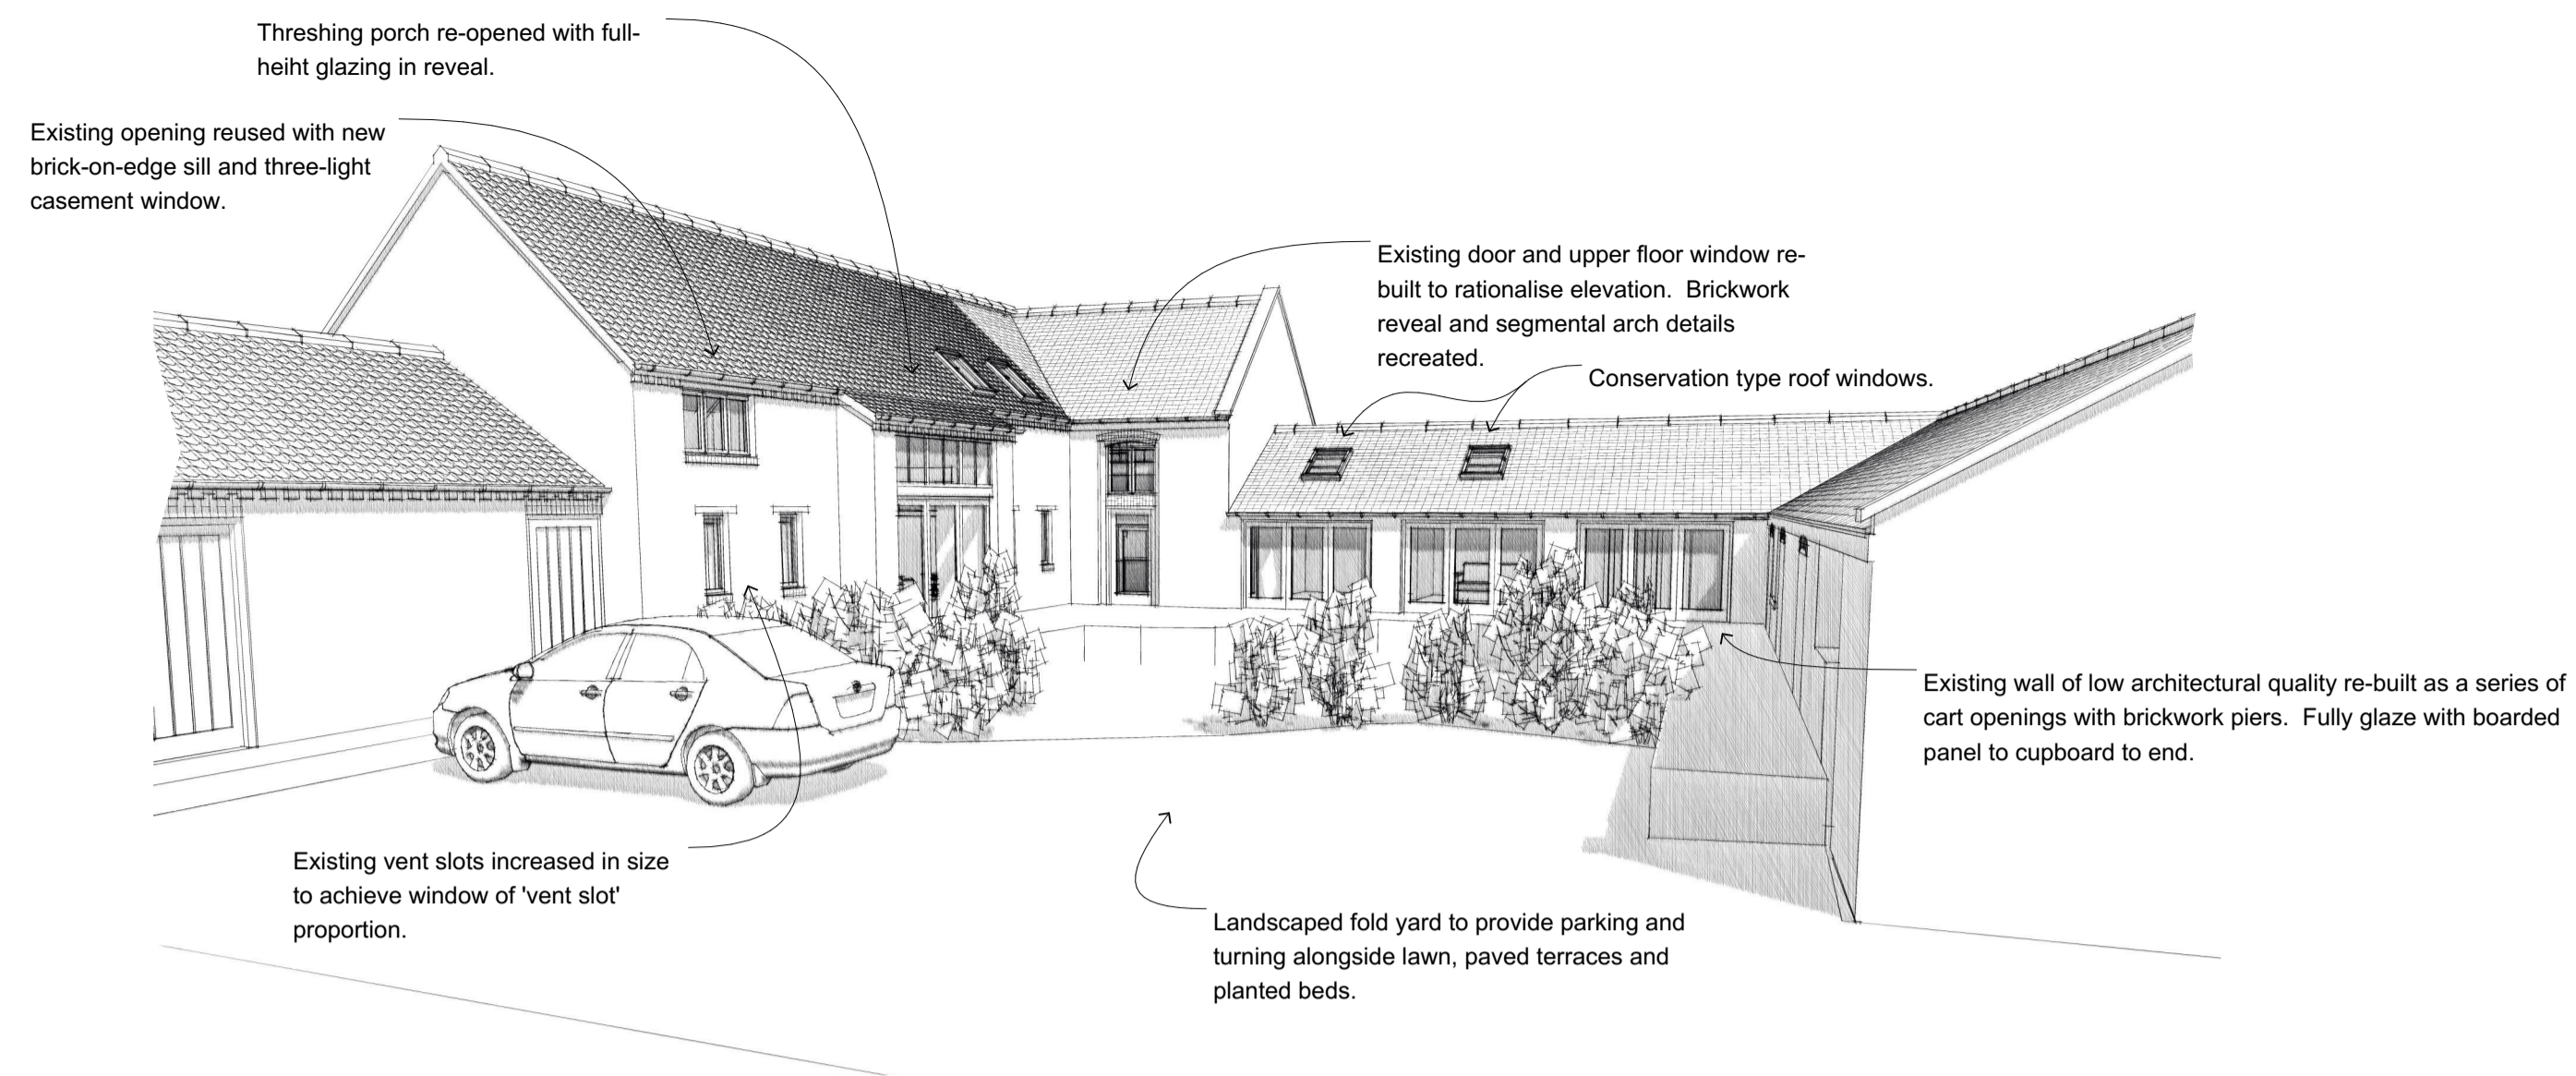 Threshing porch re-opened with full-
heiht glazing in reveal.
Existing opening reused with new
brick-on-edge sill and three-light
casement window.
Existing door and upper floor window re-
built to rationalise elevation.  Brickwork
reveal and segmental arch details
recreated.
Conservation type roof windows.
Existing wall of low architectural quality re-built as a series of
cart openings with brickwork piers.  Fully glaze with boarded
panel to cupboard to end.
Existing vent slots increased in size
to achieve window of 'vent slot'
proportion.
Landscaped fold yard to provide parking and
turning alongside lawn, paved terraces and
planted beds.